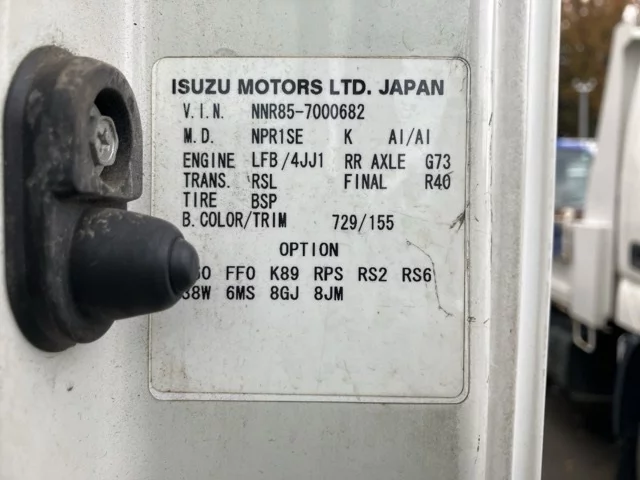 ISUZU MOTORS LTD. JAPAN
V.I.N. NNR85-7000682
M.D. NPR1SE K AI/AI
ENGINE LFB/4JJ1 RR AXLE G73
TRANS. RSL FINAL R40
TIRE BSP
B.COLOR/TRIM 729/155
OPTION
FF0 K89 RPS RS2 RS6
6MS 8GJ 8JM